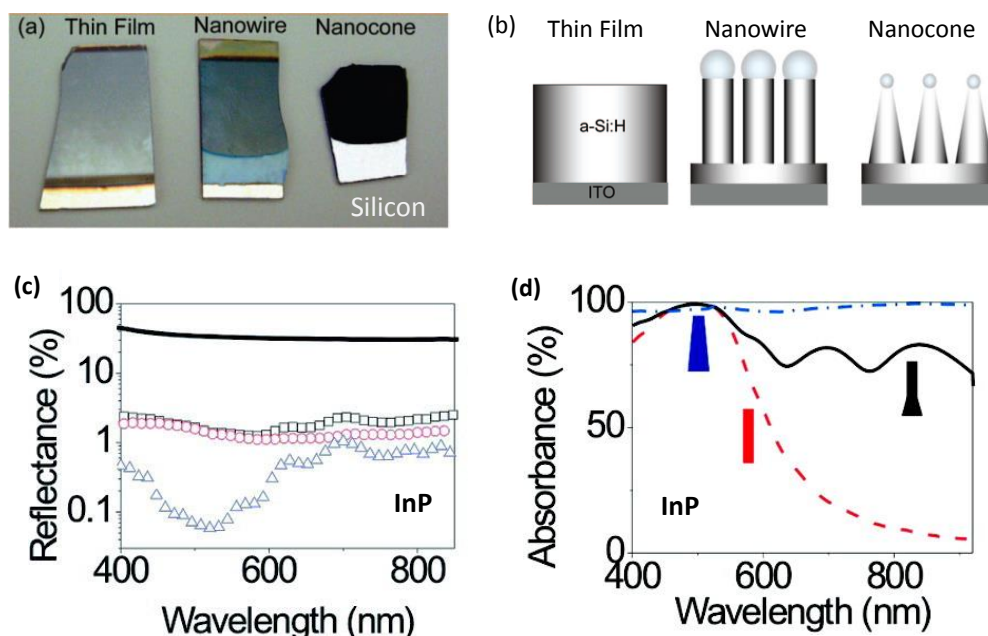 (a) Thin Film Nanowire Nanocone
Silicon
(b) Thin Film Nanowire Nanocone
a-Si:H
ITO
(c)
100
10
1
0.1
Reflectance (%)
InP
400 600 800
Wavelength (nm)
(d)
100
50
0
Absorbance (%)
InP
400 600 800
Wavelength (nm)